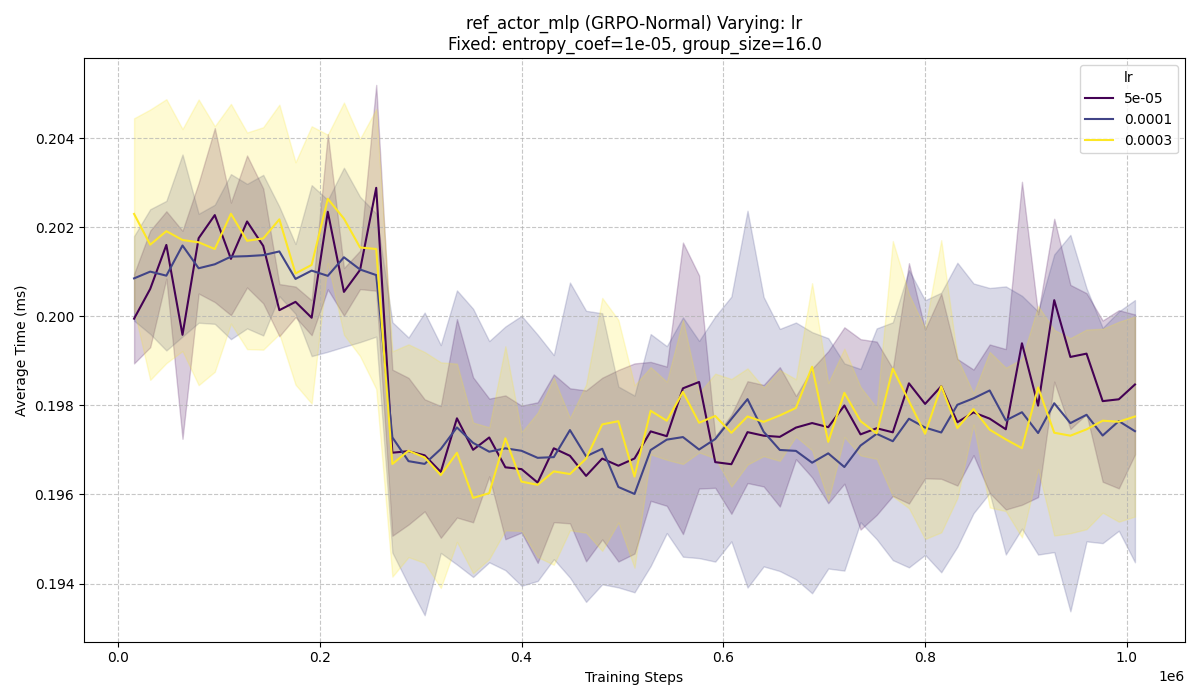 ref_actor_mlp (GRPO-Normal) Varying: lr
Fixed: entropy_coef=1e-05, group_size=16.0
lr
5e-05
0.0001
0.0003
Average Time (ms)
0.204
0.202
0.200
0.198
0.196
0.194
0.0
0.2
0.4
0.6
0.8
1.0
1e6
Training Steps